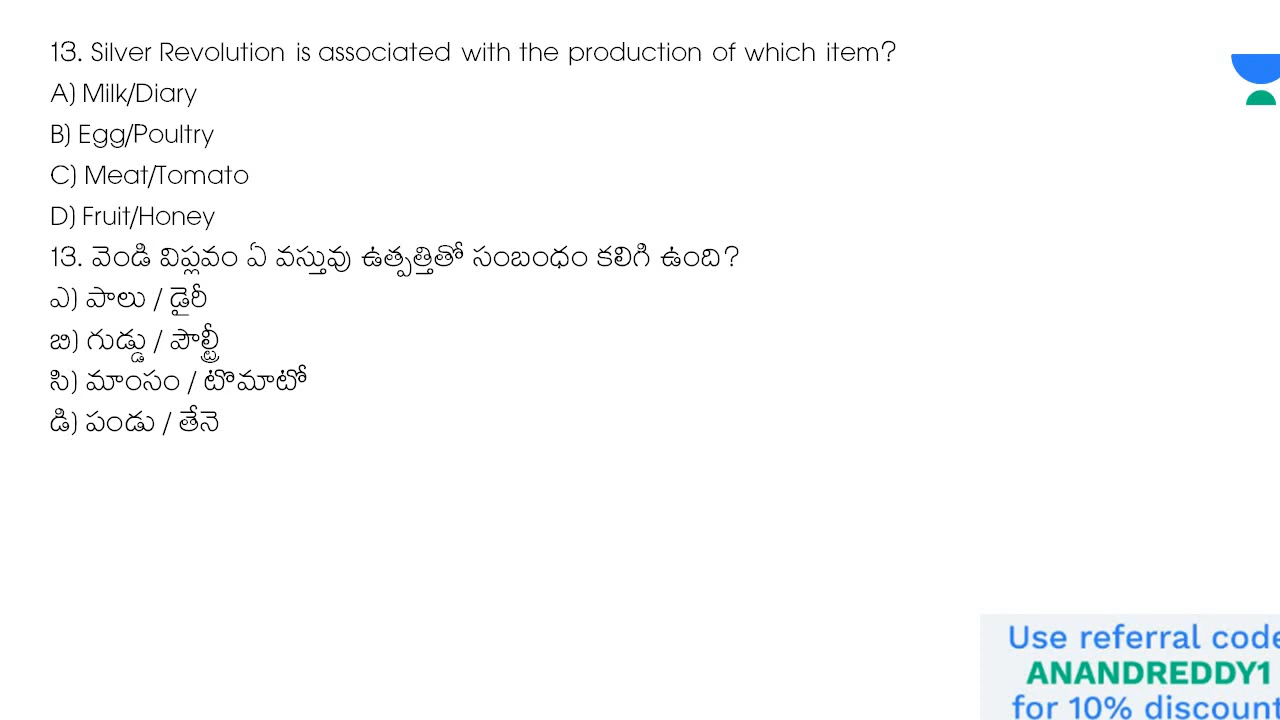 13. Silver Revolution is associated with the production of which item?
A) Milk/Diary
B) Egg/Poultry
C) Meat/Tomato
D) Fruit/Honey
13. వెండి విప్లవం ఏ వస్తువు ఉత్పత్తితో సంబంధం కలిగి ఉంది?
ఎ) పాలు / డైరీ
బి) గుడ్డు / పౌల్ట్రీ
సి) మాంసం / టొమాటో
డి) పండు / తేనె
Use referral code
ANANDREDDY1
for 10% discount